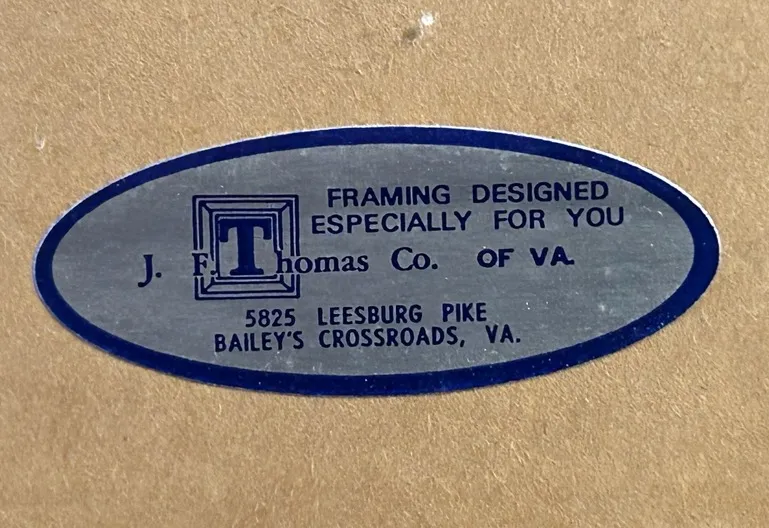 FRAMING DESIGNED
ESPECIALLY FOR YOU
J. F. Thomas Co. OF VA.
5825 LEESBURG PIKE
BAILEY'S CROSSROADS, VA.